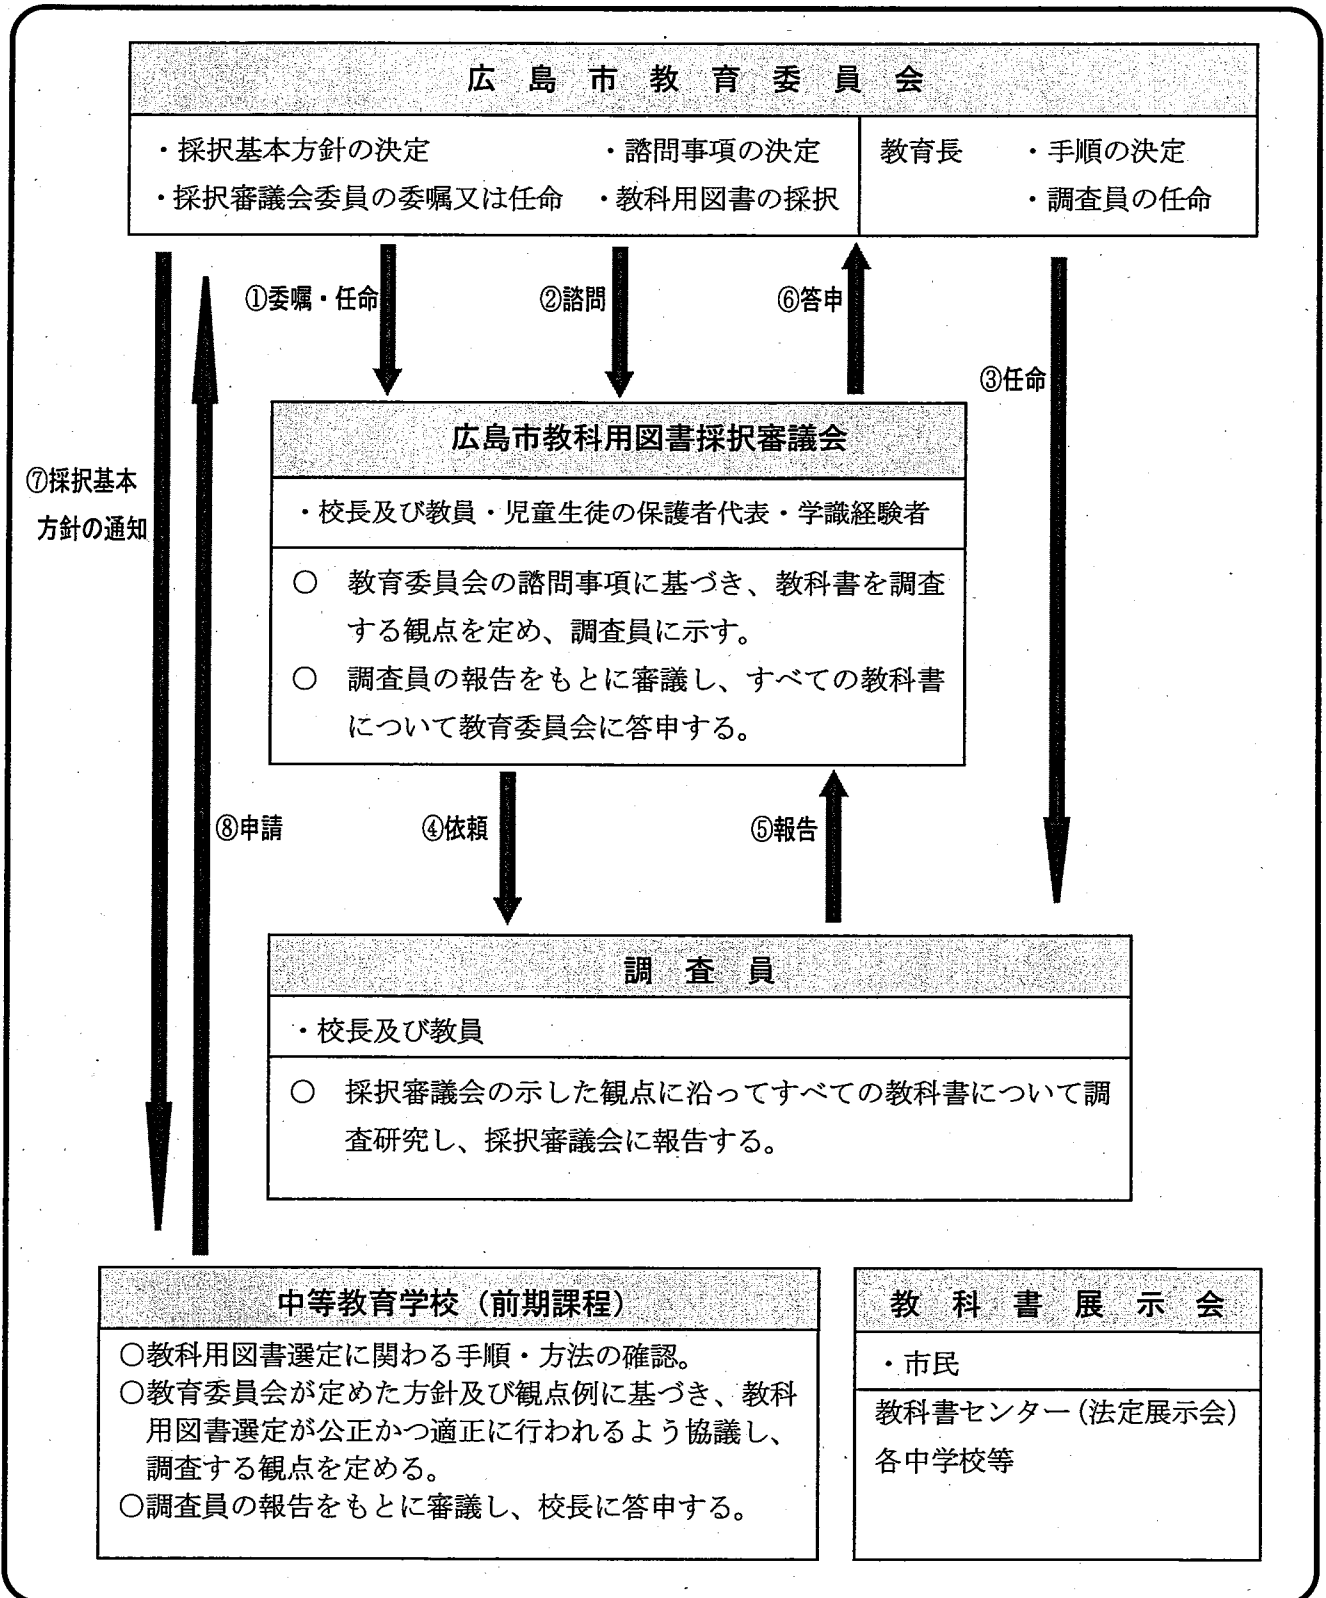 広島市教育委員会
・採択基本方針の決定 ・諮問事項の決定
・採択審議会委員の委嘱又は任命 ・教科用図書の採択
教育長 ・手順の決定
・調査員の任命
①委嘱・任命
②諮問
⑥答申
③任命
⑦採択基本
方針の通知
広島市教科用図書採択審議会
・校長及び教員・児童生徒の保護者代表・学識経験者
○ 教育委員会の諮問事項に基づき、教科書を調査
する観点を定め、調査員に示す。
○ 調査員の報告をもとに審議し、すべての教科書
について教育委員会に答申する。
⑧申請
④依頼
⑤報告
調査員
・校長及び教員
○ 採択審議会の示した観点に沿ってすべての教科書について調
査研究し、採択審議会に報告する。
中等教育学校（前期課程）
○教科用図書選定に関わる手順・方法の確認。
○教育委員会が定めた方針及び観点例に基づき、教科
用図書選定が公正かつ適正に行われるよう協議し、
調査する観点を定める。
○調査員の報告をもとに審議し、校長に答申する。
教科書展示会
・市民
教科書センター（法定展示会）
各中学校等